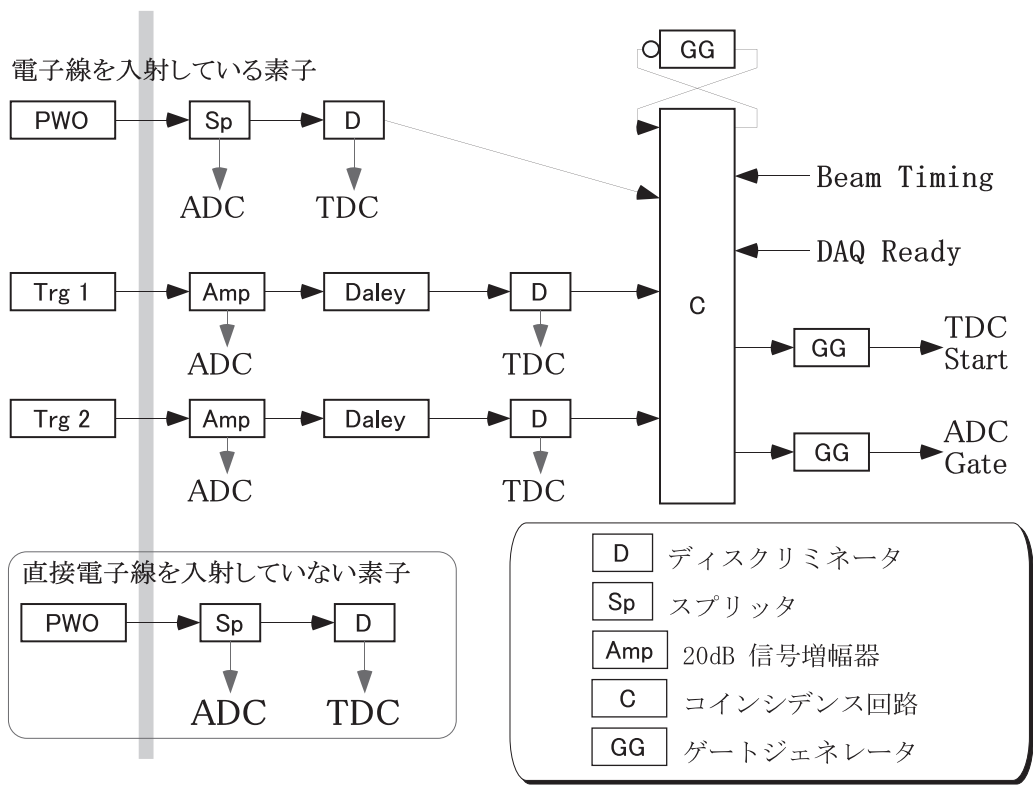 GG
電子線を入射している素子
PWO
Sp
D
ADC
TDC
Beam Timing
DAQ Ready
Trg 1
Amp
Daley
D
C
ADC
TDC
GG
TDC
Start
Trg 2
Amp
Daley
D
ADC
TDC
GG
ADC
Gate
直接電子線を入射していない素子
PWO
Sp
D
ADC
TDC
D ディスクリミネータ
Sp スプリッタ
Amp 20dB 信号増幅器
C コインシデンス回路
GG ゲートジェネレータ